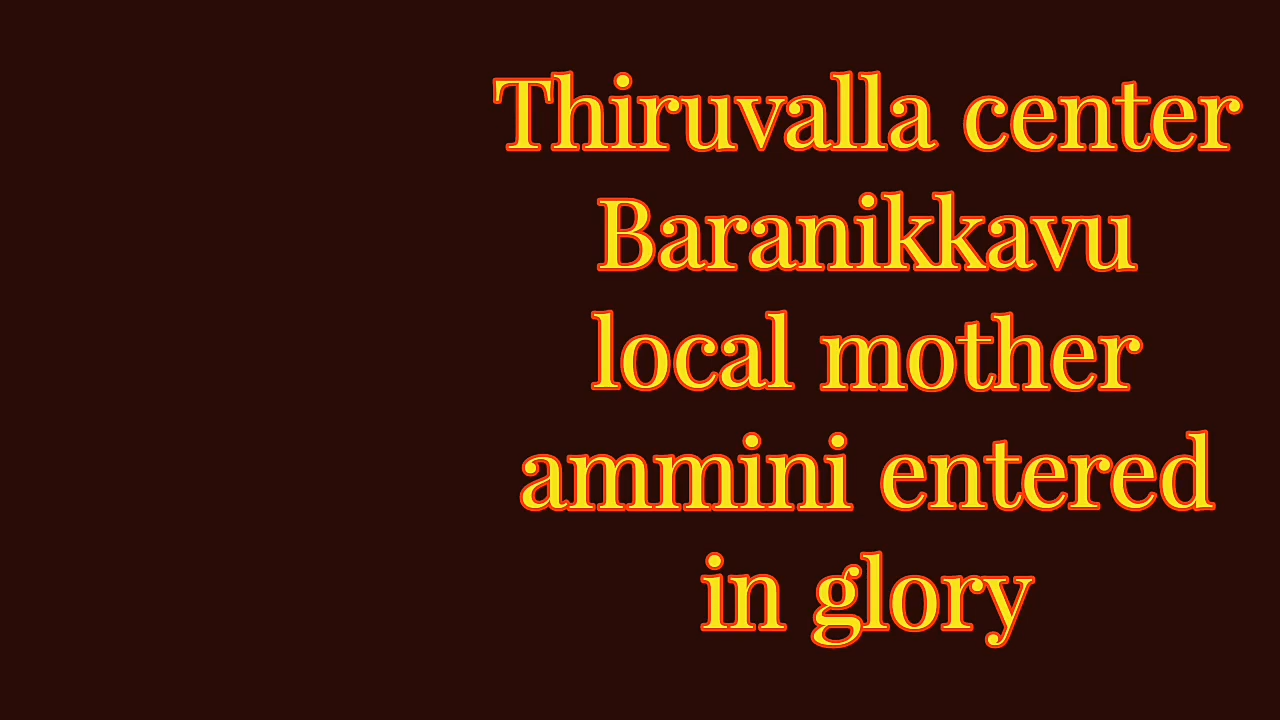 Thiruvalla center
Baranikkavu
local mother
ammini entered
in glory